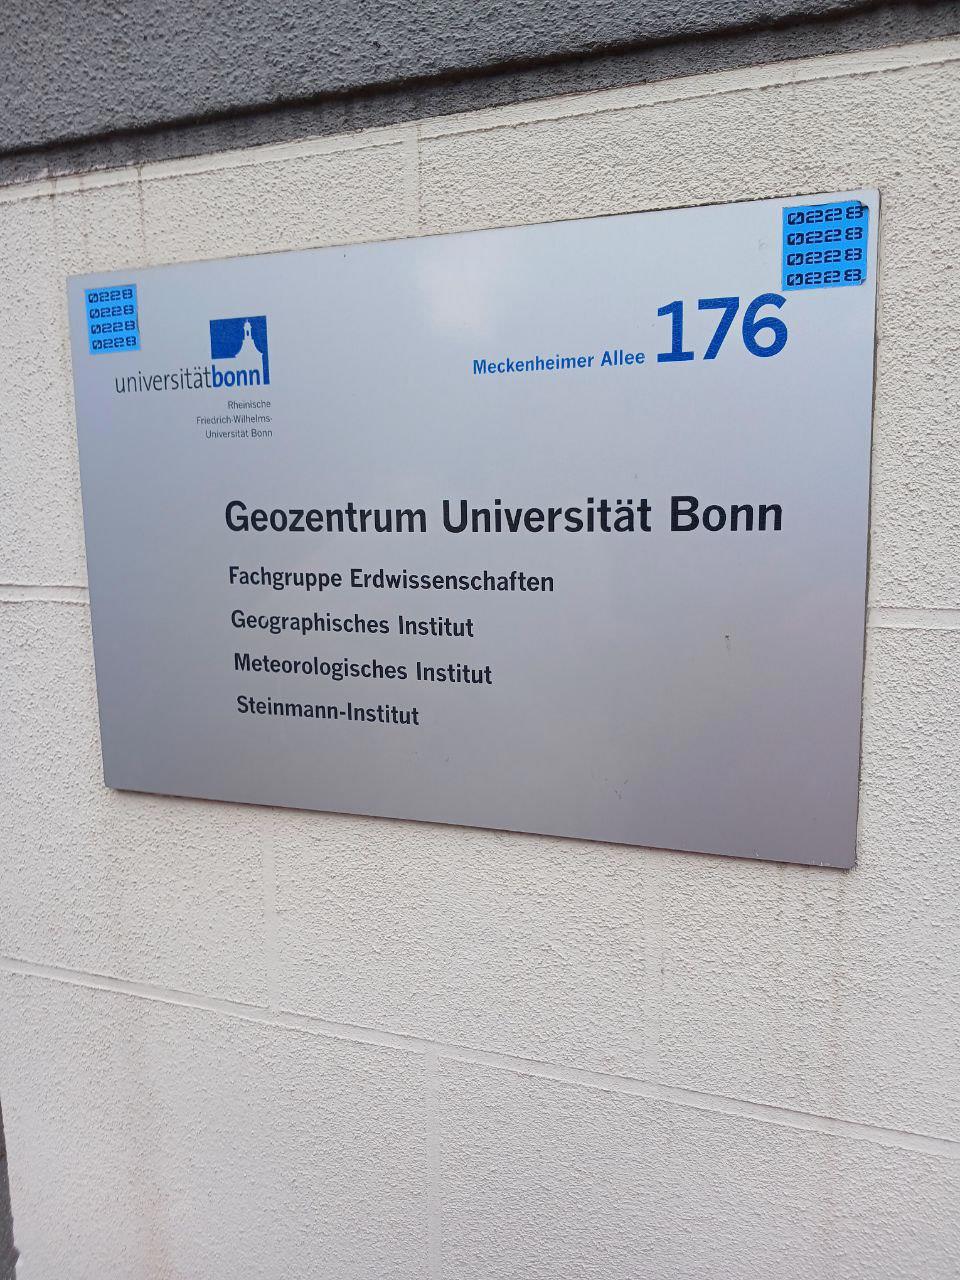 0228
0228
0228
0228
0228
0228
0228
0228
universitätbonn
Rheinische
Friedrich-Wilhelms-
Universität Bonn
Meckenheimer Allee 176
Geozentrum Universität Bonn
Fachgruppe Erdwissenschaften
Geographisches Institut
Meteorologisches Institut
Steinmann-Institut